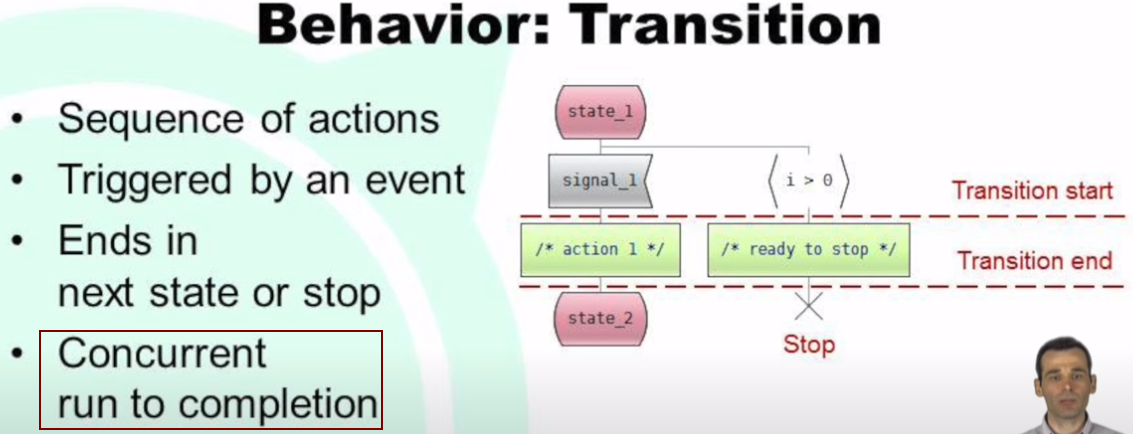 Behavior: Transition
• Sequence of actions
• Triggered by an event
• Ends in
next state or stop
• Concurrent
run to completion
state_1
signal_1
i > 0
Transition start
/* action 1 */
/* ready to stop */
Transition end
state_2
Stop